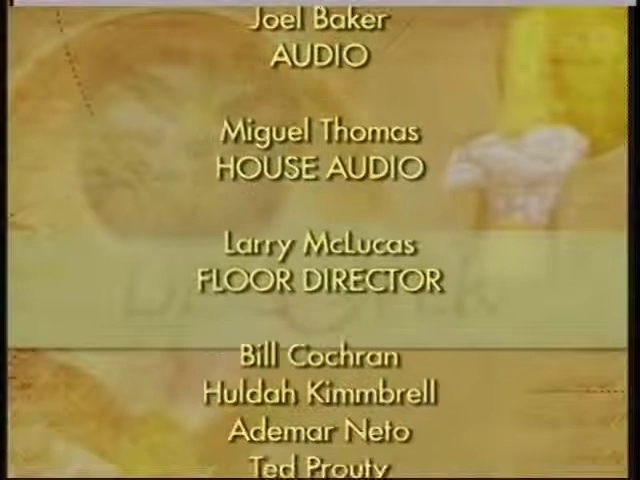 Joel Baker
AUDIO
Miguel Thomas
HOUSE AUDIO
Larry McLucas
FLOOR DIRECTOR
Bill Cochran
Huldah Kimmbrell
Ademar Neto
Ted Prouty